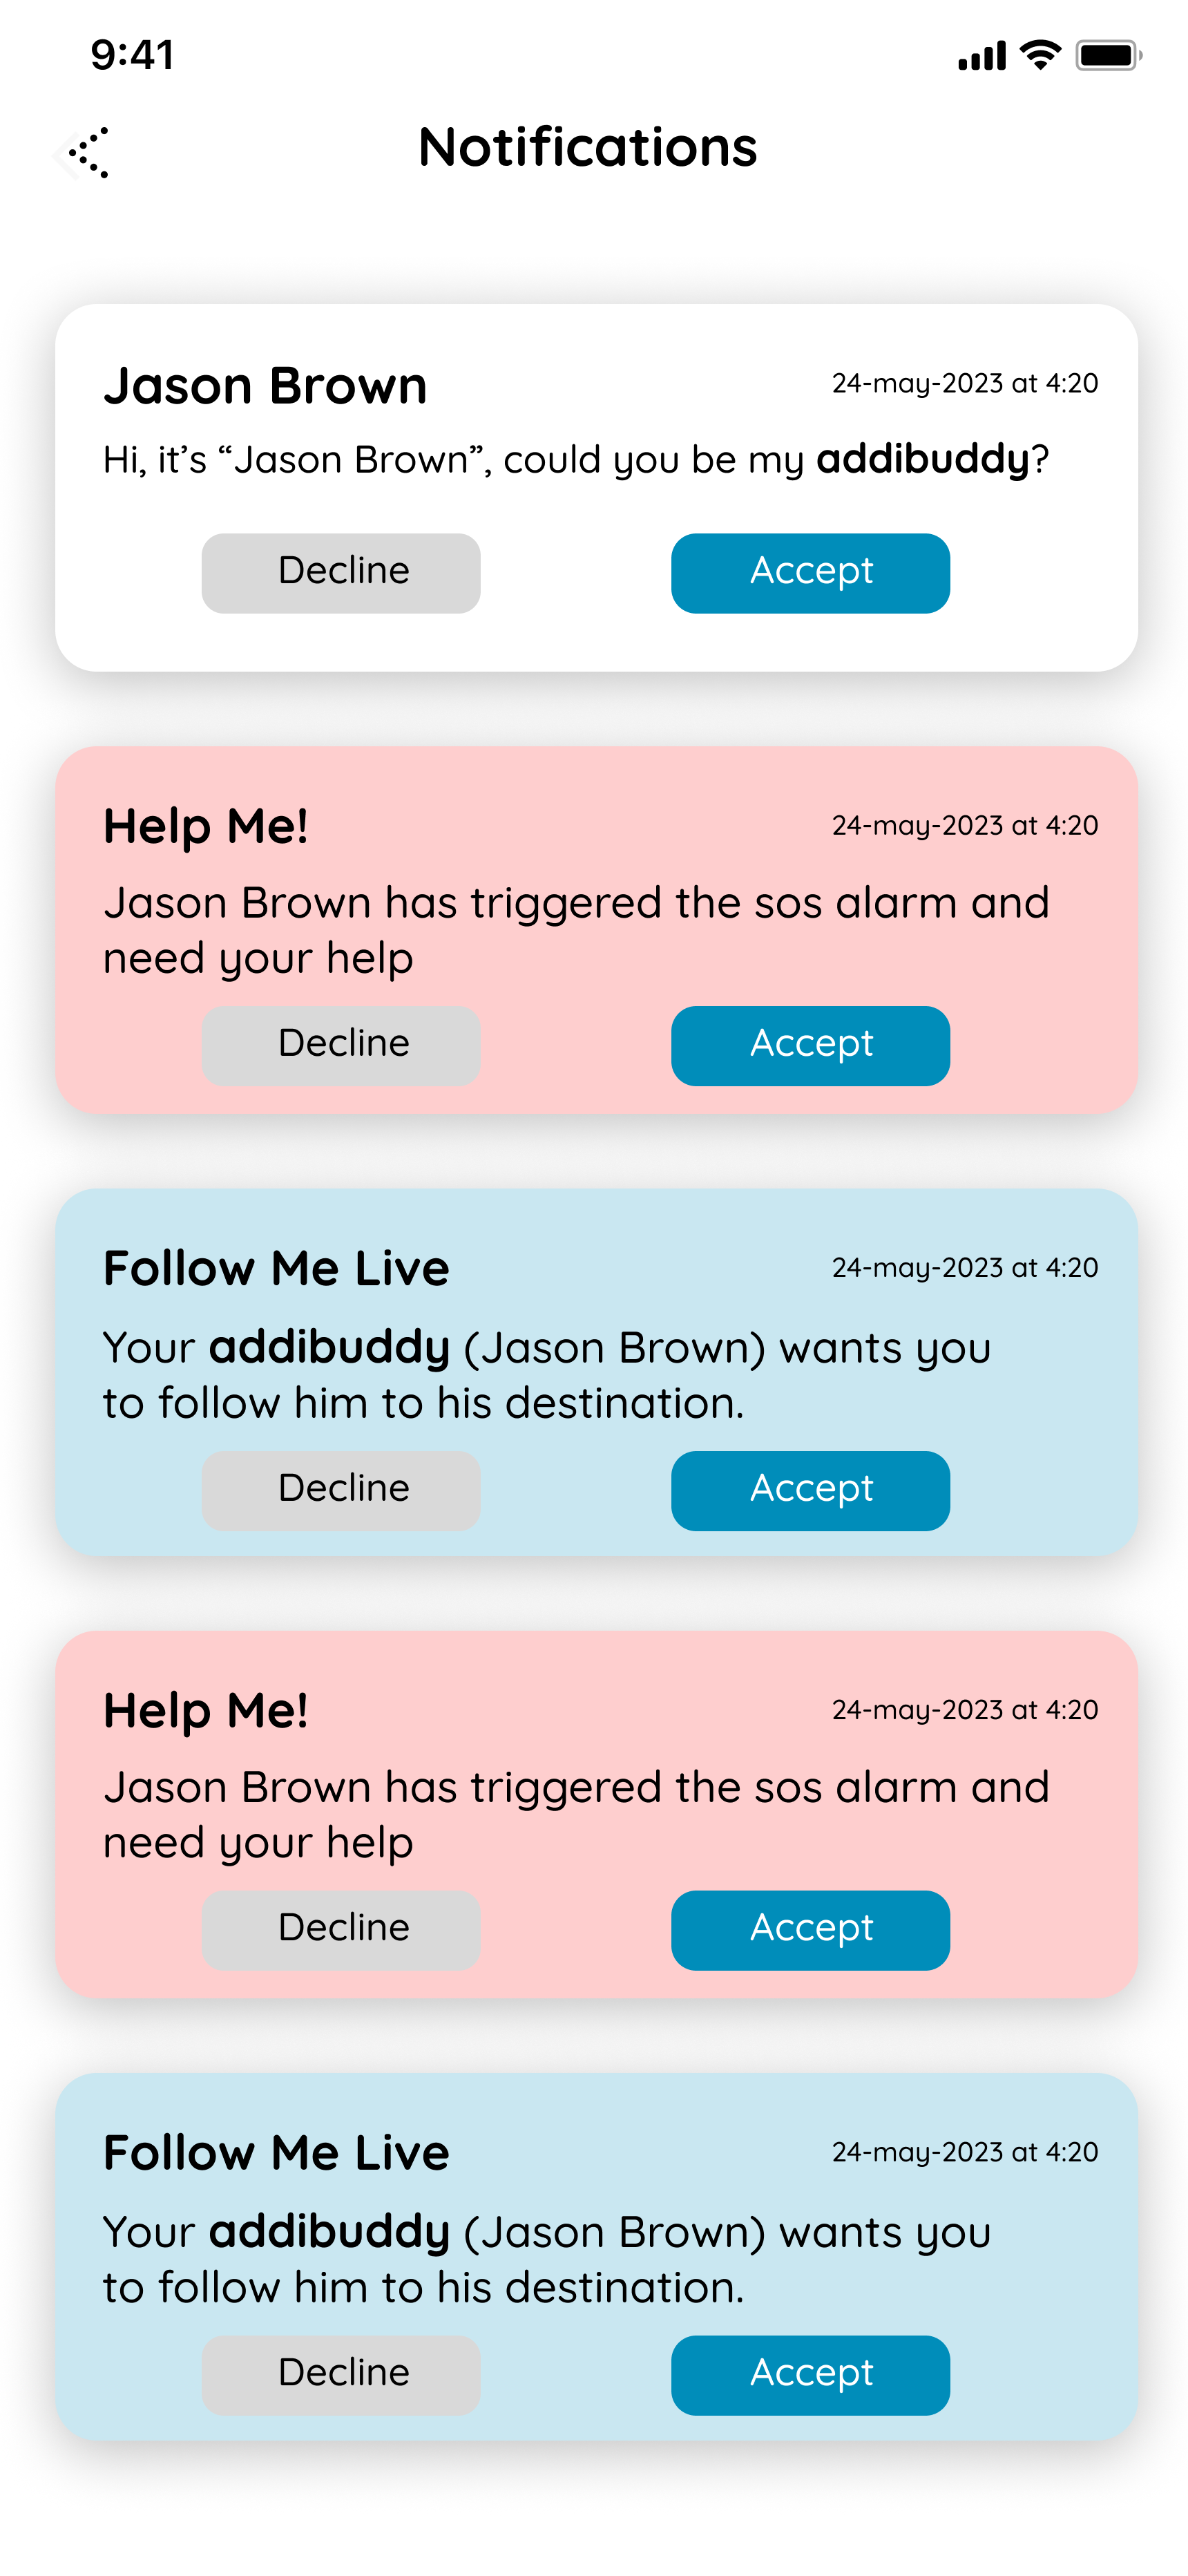 9:41
Notifications
Jason Brown 24-may-2023 at 4:20
Hi, it’s “Jason Brown”, could you be my addibuddy?
Decline Accept
Help Me! 24-may-2023 at 4:20
Jason Brown has triggered the sos alarm and
need your help
Decline Accept
Follow Me Live 24-may-2023 at 4:20
Your addibuddy (Jason Brown) wants you
to follow him to his destination.
Decline Accept
Help Me! 24-may-2023 at 4:20
Jason Brown has triggered the sos alarm and
need your help
Decline Accept
Follow Me Live 24-may-2023 at 4:20
Your addibuddy (Jason Brown) wants you
to follow him to his destination.
Decline Accept